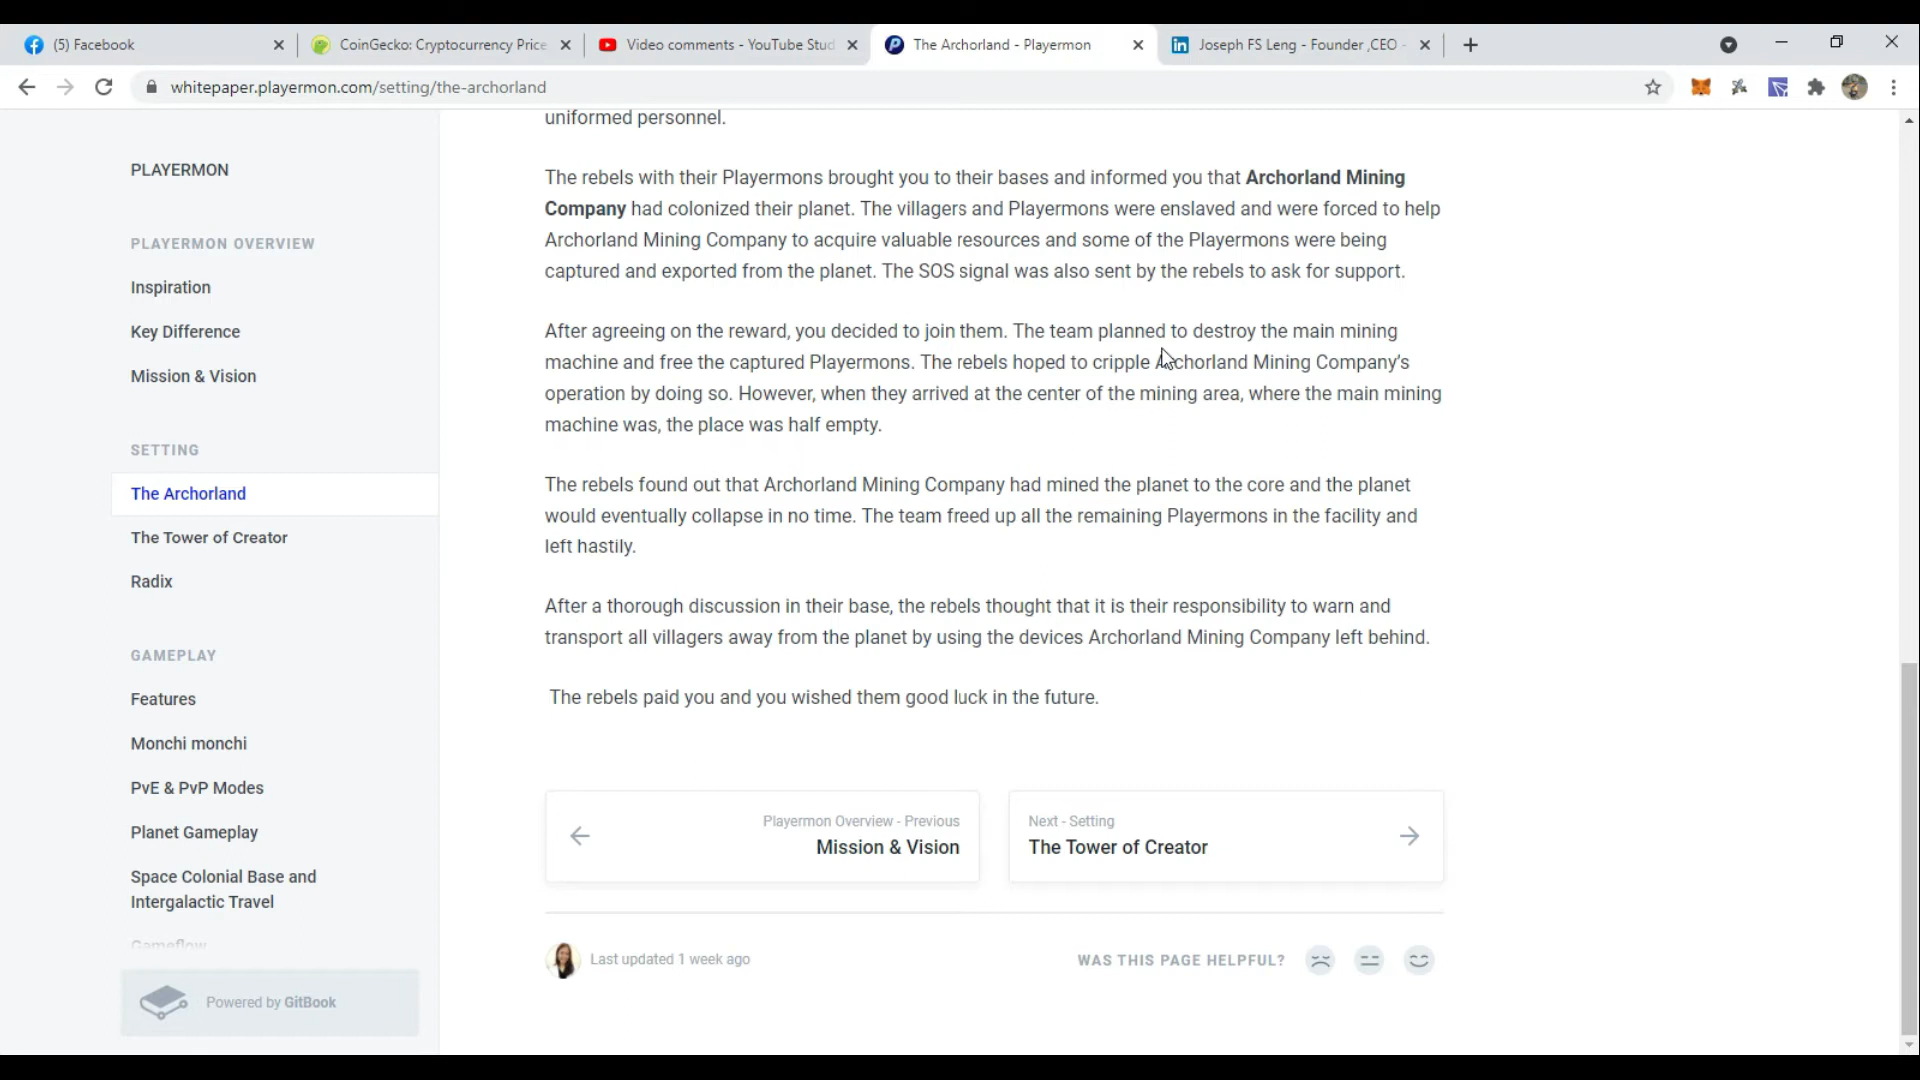 (5) Facebook
CoinGecko: Cryptocurrency Price
Video comments - YouTube Stud
The Archorland - Playermon
Joseph FS Leng - Founder ,CEO -
whitepaper.playermon.com/setting/the-archorland
PLAYERMON
PLAYERMON OVERVIEW
Inspiration
Key Difference
Mission & Vision
SETTING
The Archorland
The Tower of Creator
Radix
GAMEPLAY
Features
Monchi monchi
PvE & PvP Modes
Planet Gameplay
Space Colonial Base and
Intergalactic Travel
Gameflow
Powered by GitBook
uniformed personnel.
The rebels with their Playermons brought you to their bases and informed you that Archorland Mining
Company had colonized their planet. The villagers and Playermons were enslaved and were forced to help
Archorland Mining Company to acquire valuable resources and some of the Playermons were being
captured and exported from the planet. The SOS signal was also sent by the rebels to ask for support.
After agreeing on the reward, you decided to join them. The team planned to destroy the main mining
machine and free the captured Playermons. The rebels hoped to cripple Archorland Mining Company's
operation by doing so. However, when they arrived at the center of the mining area, where the main mining
machine was, the place was half empty.
The rebels found out that Archorland Mining Company had mined the planet to the core and the planet
would eventually collapse in no time. The team freed up all the remaining Playermons in the facility and
left hastily.
After a thorough discussion in their base, the rebels thought that it is their responsibility to warn and
transport all villagers away from the planet by using the devices Archorland Mining Company left behind.
The rebels paid you and you wished them good luck in the future.
Playermon Overview - Previous
Mission & Vision
Next - Setting
The Tower of Creator
Last updated 1 week ago
WAS THIS PAGE HELPFUL?